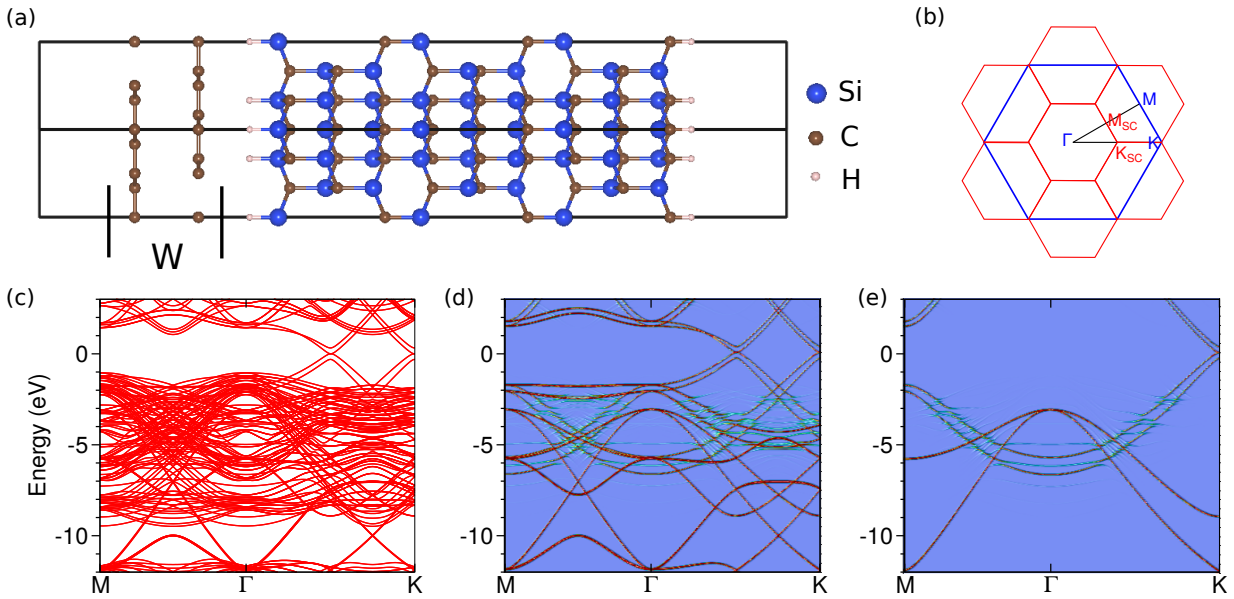 (a)
W
Si
C
H
(b)
M
M_SC
Γ
K
K_SC
(c)
(d)
(e)
Energy (eV)
0
-5
-10
M
Γ
K
0
-5
-10
M
Γ
K
0
-5
-10
M
Γ
K